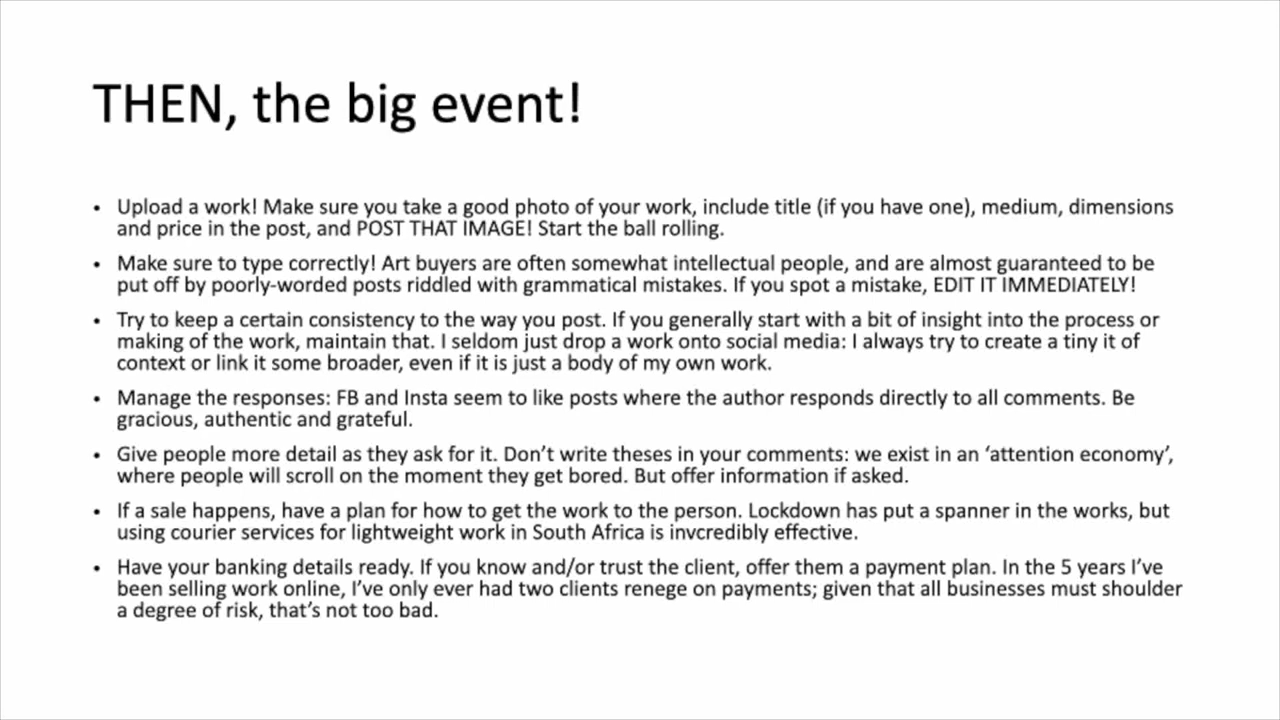 THEN, the big event!
• Upload a work! Make sure you take a good photo of your work, include title (if you have one), medium, dimensions
and price in the post, and POST THAT IMAGE! Start the ball rolling.
• Make sure to type correctly! Art buyers are often somewhat intellectual people, and are almost guaranteed to be
put off by poorly-worded posts riddled with grammatical mistakes. If you spot a mistake, EDIT IT IMMEDIATELY!
• Try to keep a certain consistency to the way you post. If you generally start with a bit of insight into the process or
making of the work, maintain that. I seldom just drop a work onto social media: I always try to create a tiny it of
context or link it some broader, even if it is just a body of my own work.
• Manage the responses: FB and Insta seem to like posts where the author responds directly to all comments. Be
gracious, authentic and grateful.
• Give people more detail as they ask for it. Don’t write theses in your comments: we exist in an ‘attention economy’,
where people will scroll on the moment they get bored. But offer information if asked.
• If a sale happens, have a plan for how to get the work to the person. Lockdown has put a spanner in the works, but
using courier services for lightweight work in South Africa is invcredibly effective.
• Have your banking details ready. If you know and/or trust the client, offer them a payment plan. In the 5 years I’ve
been selling work online, I’ve only ever had two clients renege on payments; given that all businesses must shoulder
a degree of risk, that’s not too bad.